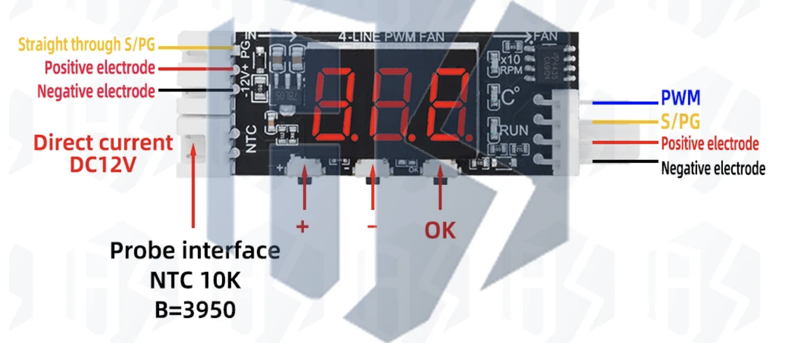 Straight through S/PG
Positive electrode
Negative electrode
Direct current
DC12V
IN
4-LINE PWM FAN
FAN
PG
-12V+
NTC
x10
RPM
C°
RUN
+
OK
PWM
S/PG
Positive electrode
Negative electrode
+
-
OK
Probe interface
NTC 10K
B=3950